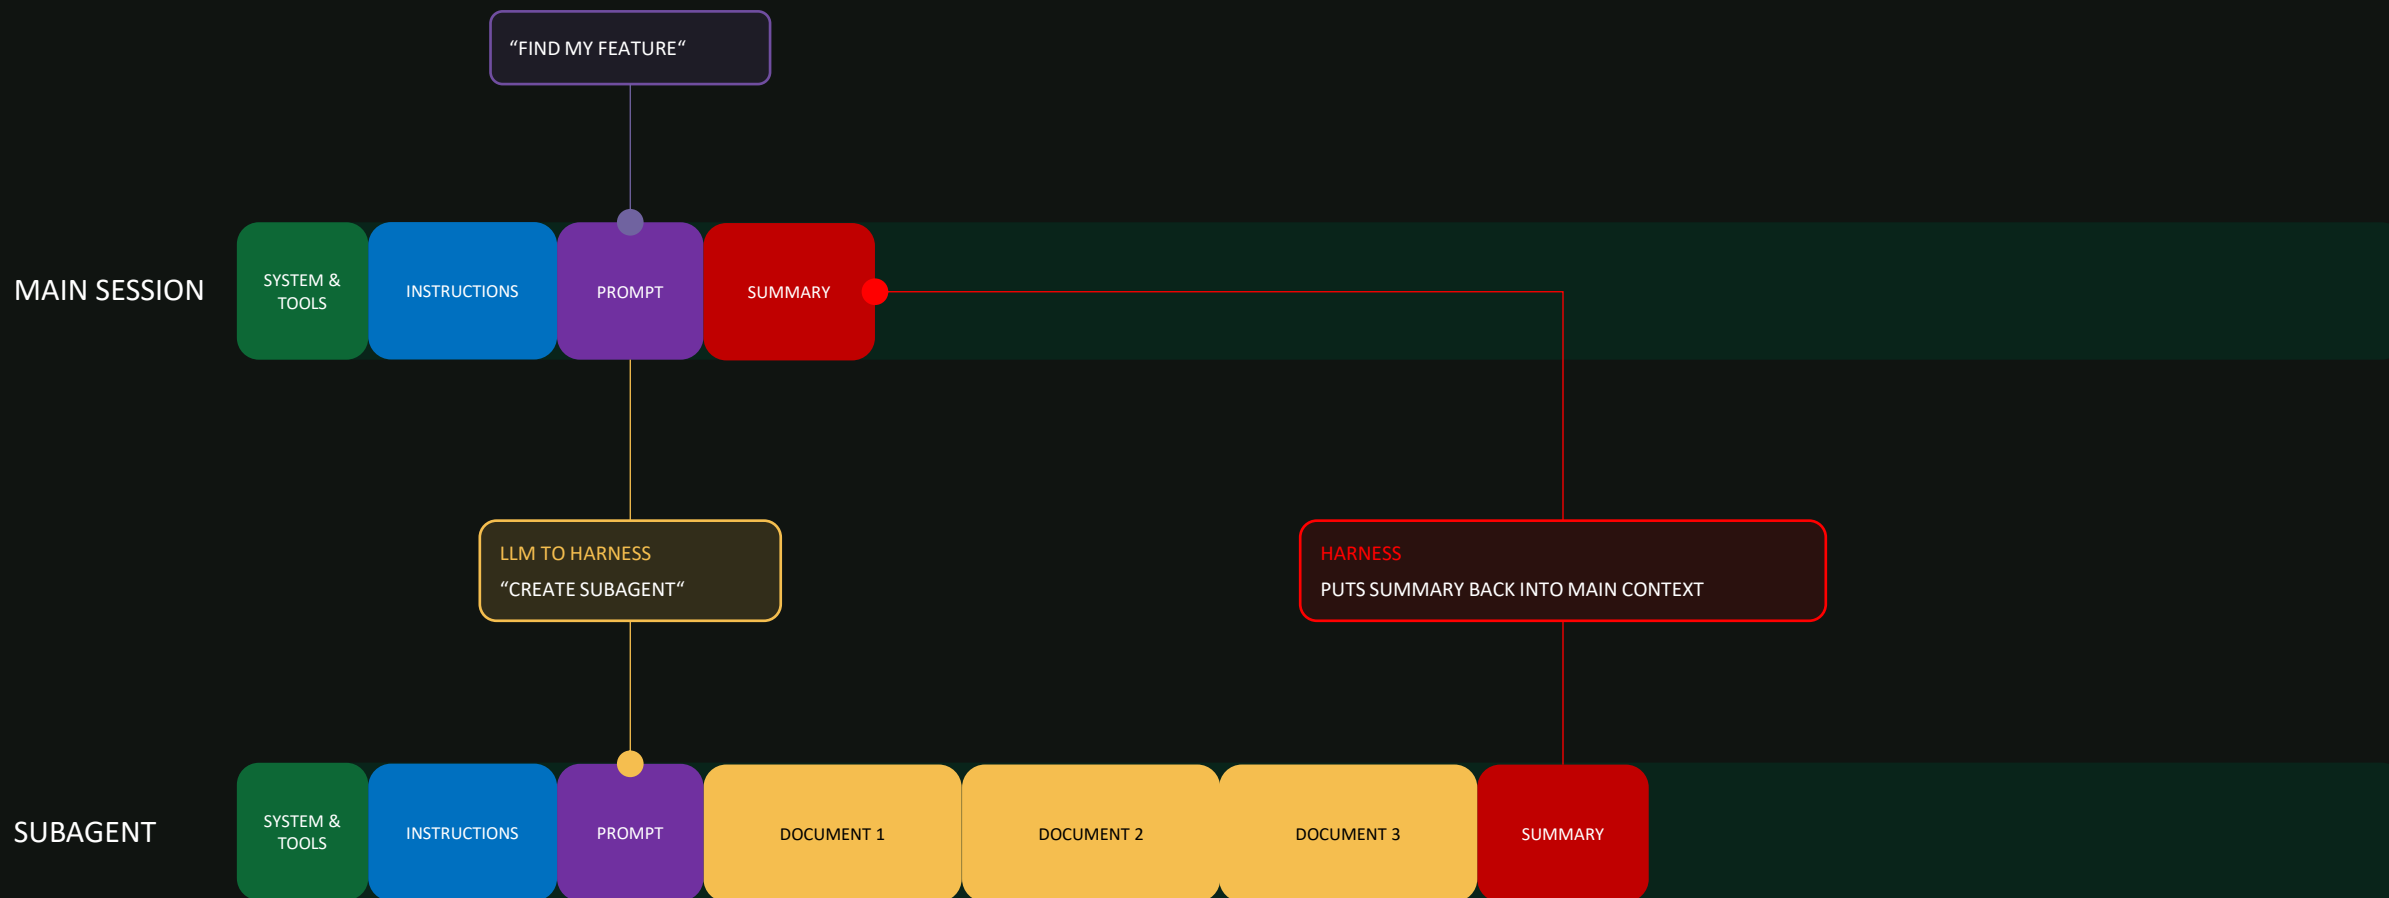 “FIND MY FEATURE“
MAIN SESSION
SYSTEM &
TOOLS
INSTRUCTIONS
PROMPT
SUMMARY
LLM TO HARNESS
“CREATE SUBAGENT“
HARNESS
PUTS SUMMARY BACK INTO MAIN CONTEXT
SUBAGENT
SYSTEM &
TOOLS
INSTRUCTIONS
PROMPT
DOCUMENT 1
DOCUMENT 2
DOCUMENT 3
SUMMARY